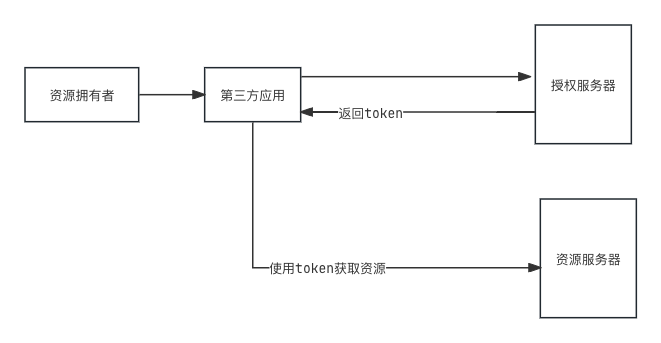 资源拥有者
第三方应用
授权服务器
返回token
使用token获取资源
资源服务器